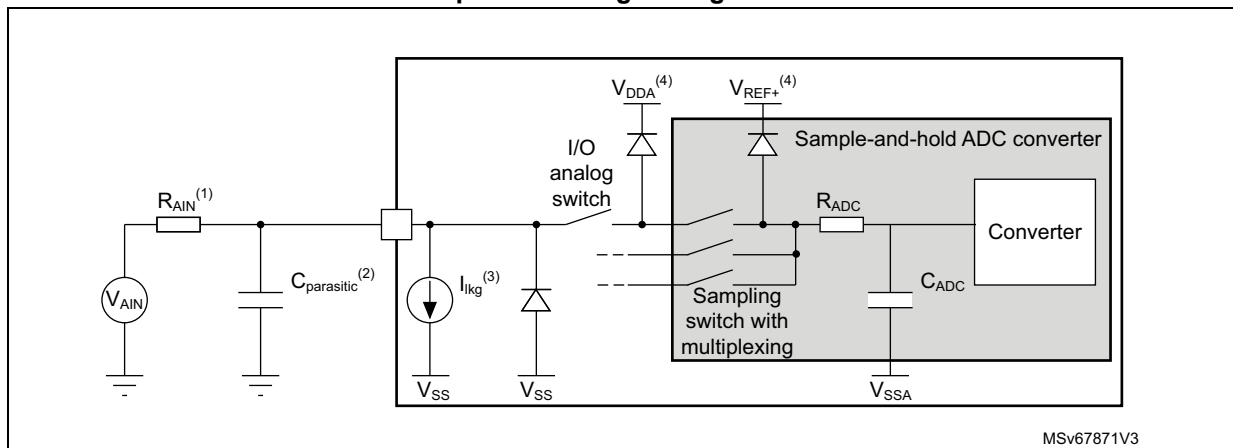 V_DDA^(4)
V_REF+^(4)
Sample-and-hold ADC converter
I/O
analog
switch
R_AIN^(1)
R_ADC
Converter
C_parasitic^(2)
I_lkg^(3)
V_AIN
C_ADC
Sampling
switch with
multiplexing
V_SS
V_SS
V_SSA
MSv67871V3